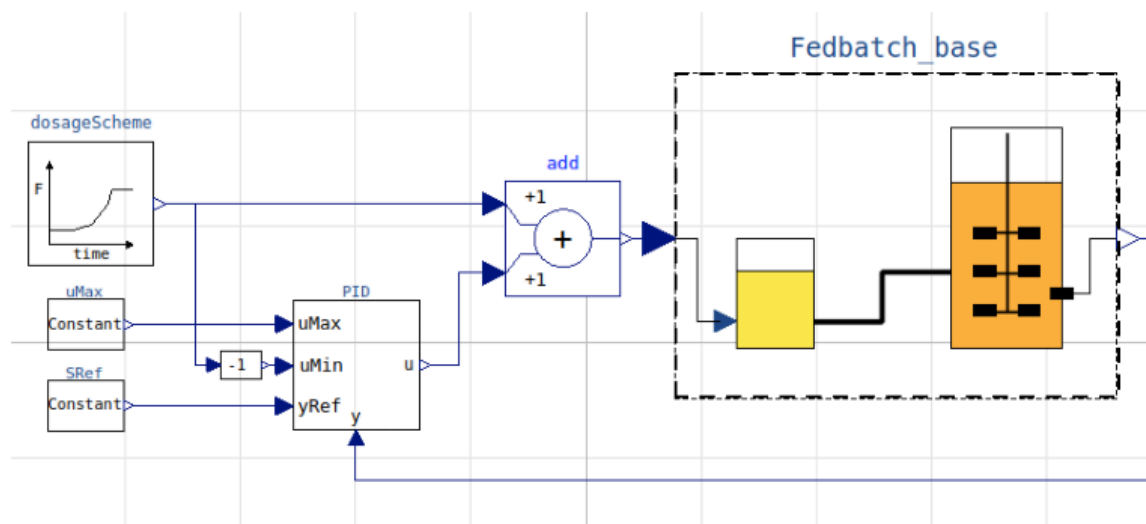 Fedbatch_base
dosageScheme
F
time
add
+1
+
+1
uMax
Constant
PID
uMax
-1
uMin
u
SRef
Constant
yRef
y